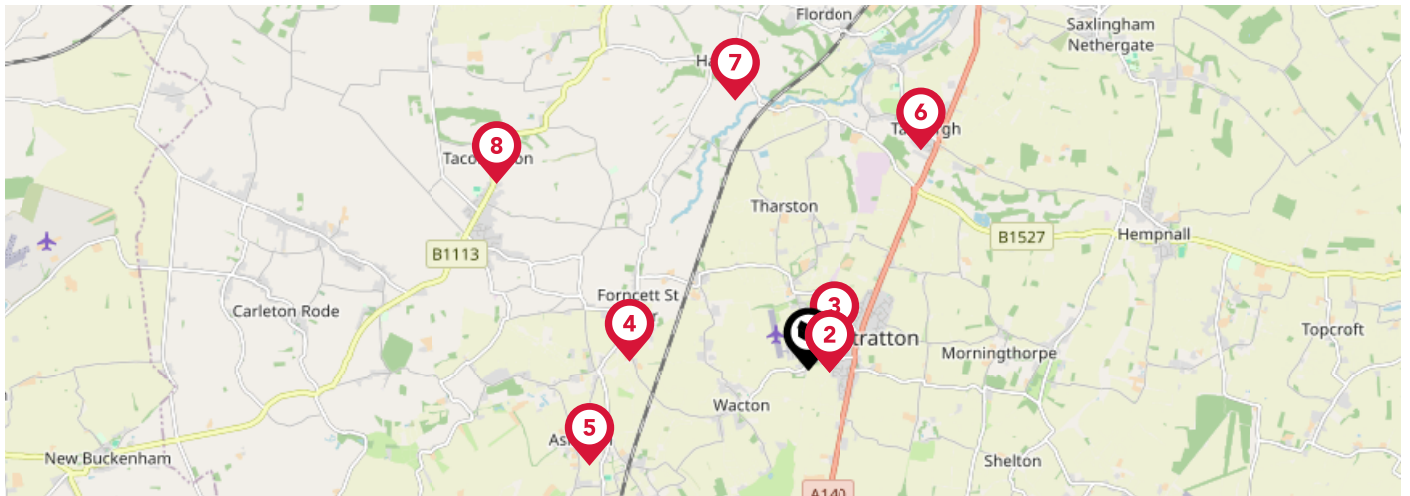 Flordon
Saxlingham
Nethergate
7
6
8
Tharston
B1527
Hempnall
B1113
Carleton Rode
Forncett St
3
4
2
Topcroft
Morningthorpe
Wacton
5
New Buckenham
Shelton
A140